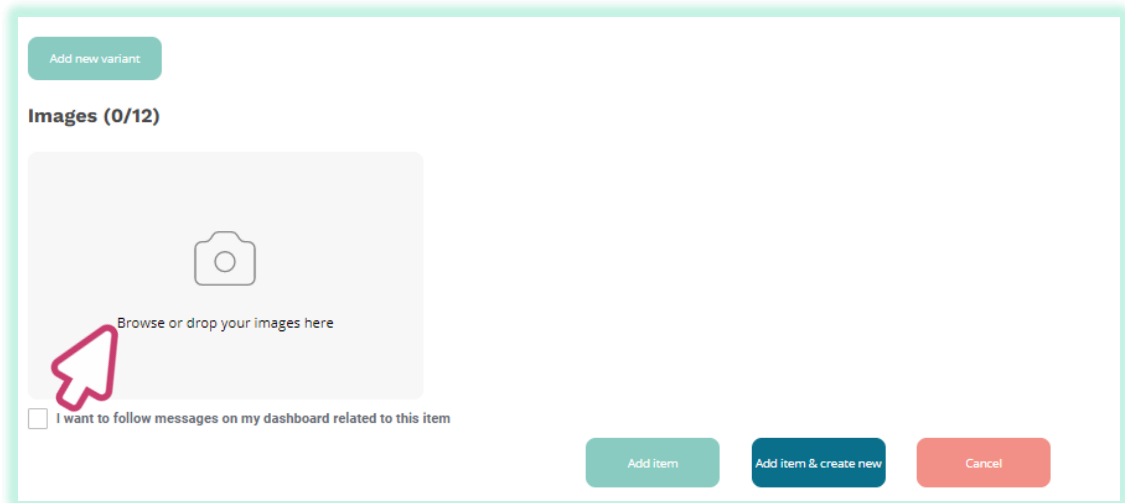 Add new variant
Images (0/12)
Browse or drop your images here
I want to follow messages on my dashboard related to this item
Add item
Add item & create new
Cancel